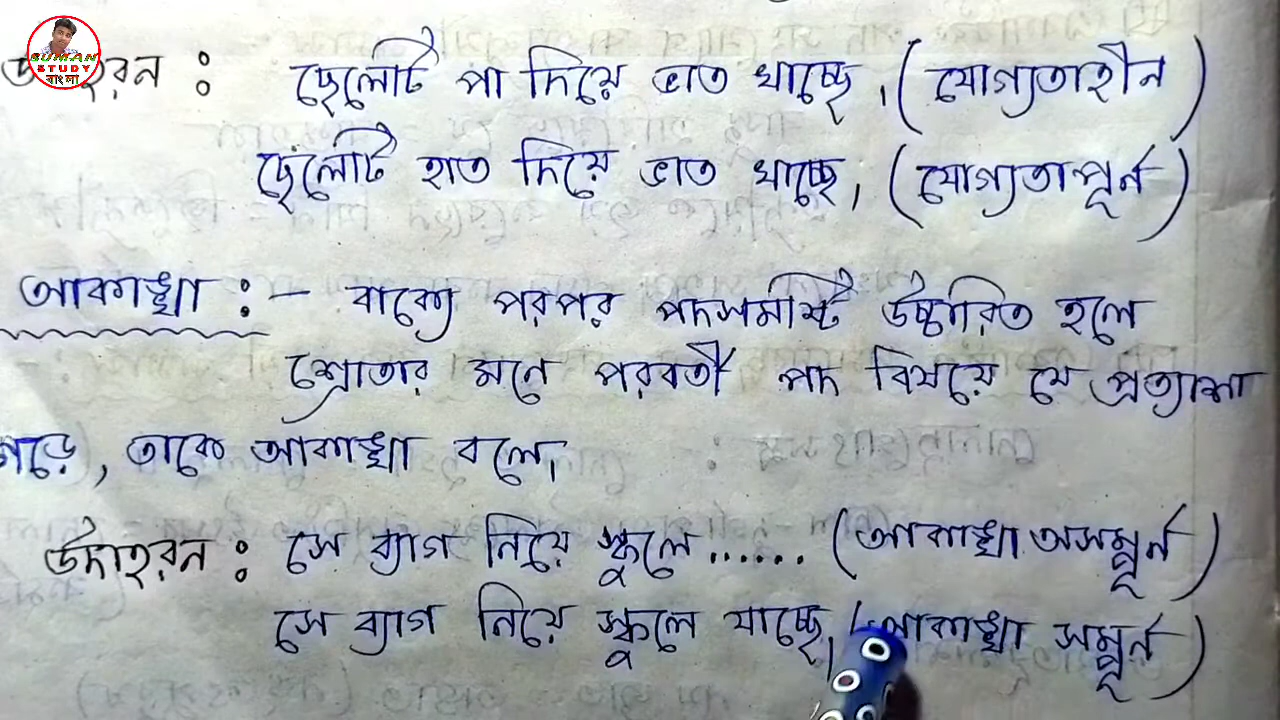 SUMAN
STUDY
বাংলা
উদাহরন : ছেলেটি পা দিয়ে ভাত খাচ্ছে। (যোগ্যতাহীন)
ছেলেটি হাত দিয়ে ভাত খাচ্ছে। (যোগ্যতাপূর্ন)
আকাঙ্খা :- বাক্যে পরপর পদসমষ্টি উচ্চারিত হলে
শ্রোতার মনে পরবর্তী পদ বিষয়ে যে প্রত্যাশা
গড়ে, তাকে আকাঙ্খা বলে।
উদাহরন : সে ব্যাগ নিয়ে স্কুলে...... (আকাঙ্খা অসম্পূর্ন)
সে ব্যাগ নিয়ে স্কুলে যাচ্ছে। (আকাঙ্খা সম্পূর্ন)